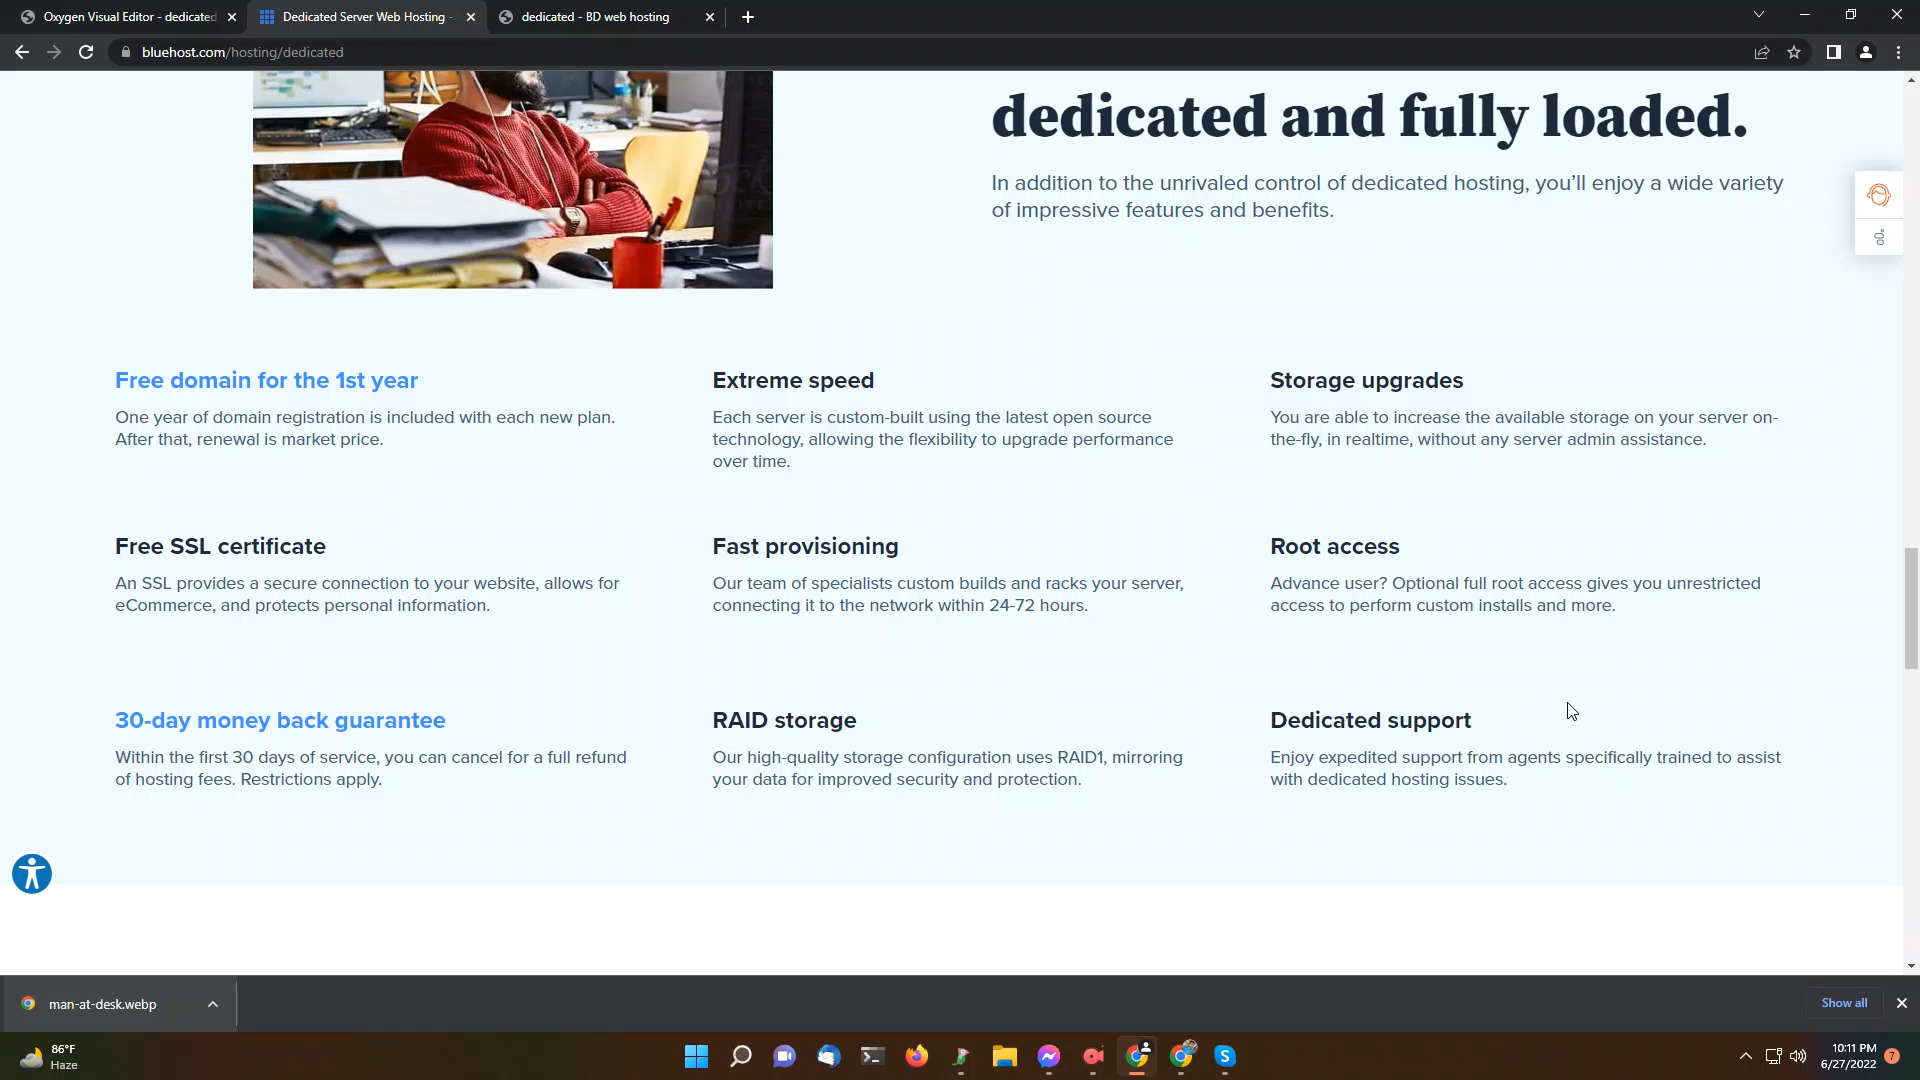 Oxygen Visual Editor - dedicated
Dedicated Server Web Hosting -
dedicated - BD web hosting
bluehost.com/hosting/dedicated
dedicated and fully loaded.
In addition to the unrivaled control of dedicated hosting, you’ll enjoy a wide variety
of impressive features and benefits.
Free domain for the 1st year
One year of domain registration is included with each new plan.
After that, renewal is market price.
Extreme speed
Each server is custom-built using the latest open source
technology, allowing the flexibility to upgrade performance
over time.
Storage upgrades
You are able to increase the available storage on your server on-
the-fly, in realtime, without any server admin assistance.
Free SSL certificate
An SSL provides a secure connection to your website, allows for
eCommerce, and protects personal information.
Fast provisioning
Our team of specialists custom builds and racks your server,
connecting it to the network within 24-72 hours.
Root access
Advance user? Optional full root access gives you unrestricted
access to perform custom installs and more.
30-day money back guarantee
Within the first 30 days of service, you can cancel for a full refund
of hosting fees. Restrictions apply.
RAID storage
Our high-quality storage configuration uses RAID1, mirroring
your data for improved security and protection.
Dedicated support
Enjoy expedited support from agents specifically trained to assist
with dedicated hosting issues.
man-at-desk.webp
Show all
86°F
Haze
10:11 PM
6/27/2022
7